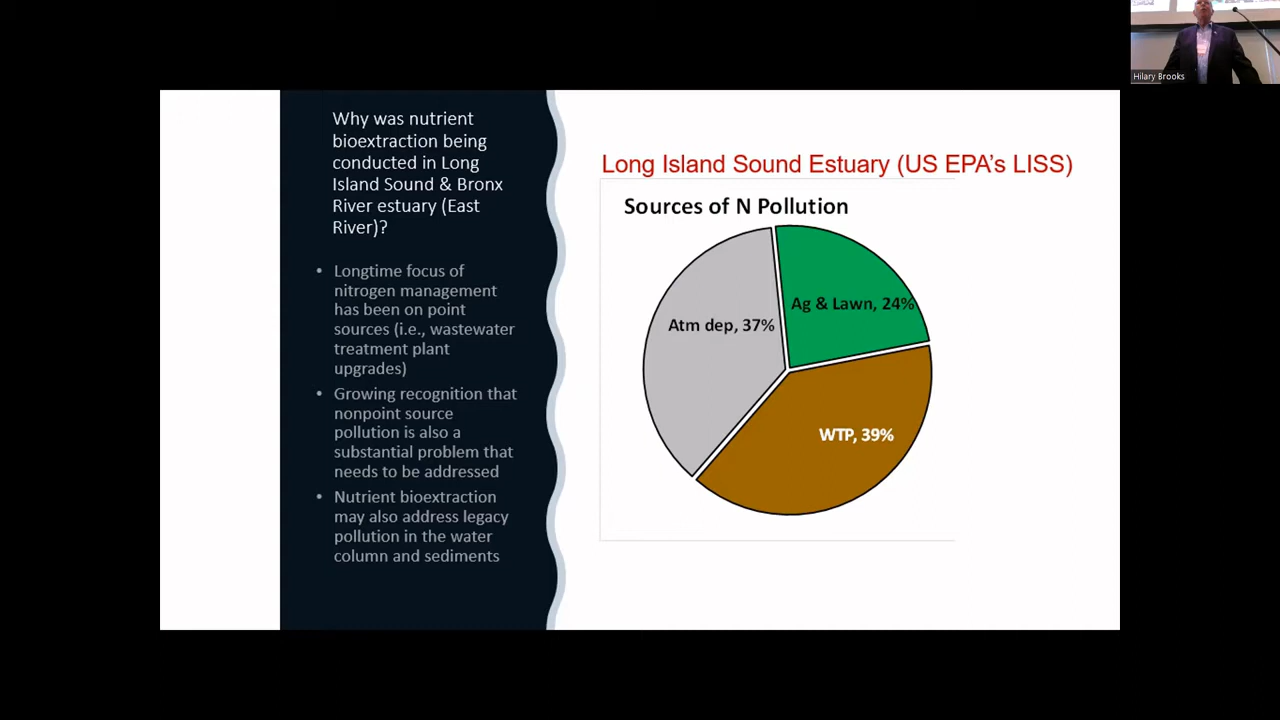 Why was nutrient
bioextraction being
conducted in Long
Island Sound & Bronx
River estuary (East
River)?
• Longtime focus of
nitrogen management
has been on point
sources (i.e., wastewater
treatment plant
upgrades)
• Growing recognition that
nonpoint source
pollution is also a
substantial problem that
needs to be addressed
• Nutrient bioextraction
may also address legacy
pollution in the water
column and sediments
Long Island Sound Estuary (US EPA’s LISS)
Sources of N Pollution
Ag & Lawn, 24%
Atm dep, 37%
WTP, 39%
Hilary Brooks